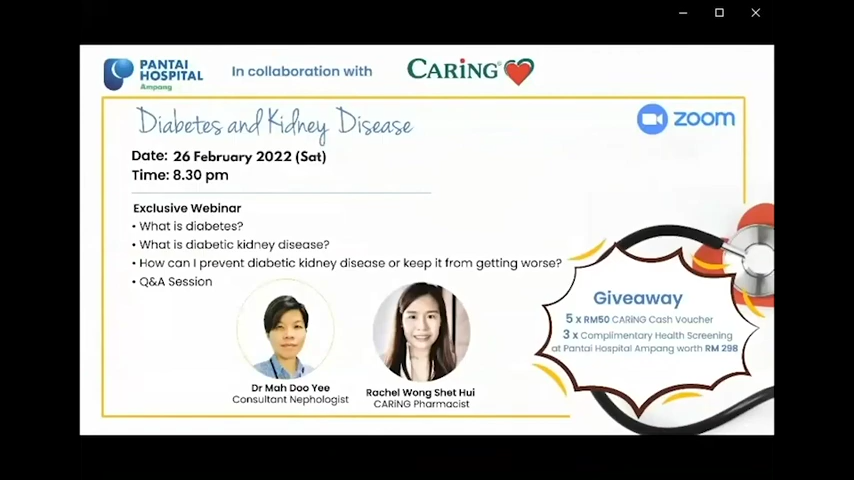 PANTAI
HOSPITAL
Ampang
In collaboration with
CARiNG
Diabetes and Kidney Disease
zoom
Date: 26 February 2022 (Sat)
Time: 8.30 pm
Exclusive Webinar
• What is diabetes?
• What is diabetic kidney disease?
• How can I prevent diabetic kidney disease or keep it from getting worse?
• Q&A Session
Giveaway
5 x RM50 CARiNG Cash Voucher
3 x Complimentary Health Screening
at Pantai Hospital Ampang worth RM 298
Dr Mah Doo Yee
Consultant Nephologist
Rachel Wong Shet Hui
CARiNG Pharmacist